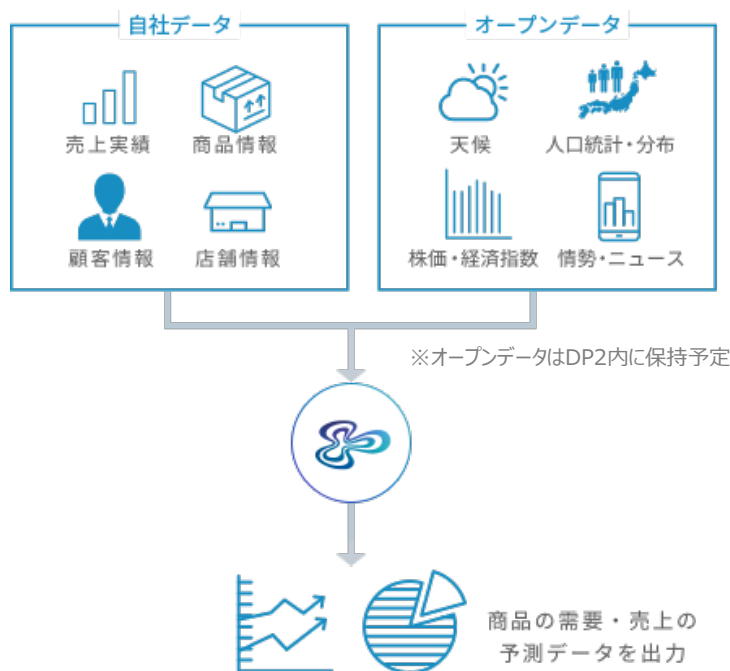 自社データ
オープンデータ
売上実績
商品情報
天候
人口統計・分布
顧客情報
店舗情報
株価・経済指数
情勢・ニュース
※オープンデータはDP2内に保持予定
商品の需要・売上の
予測データを出力